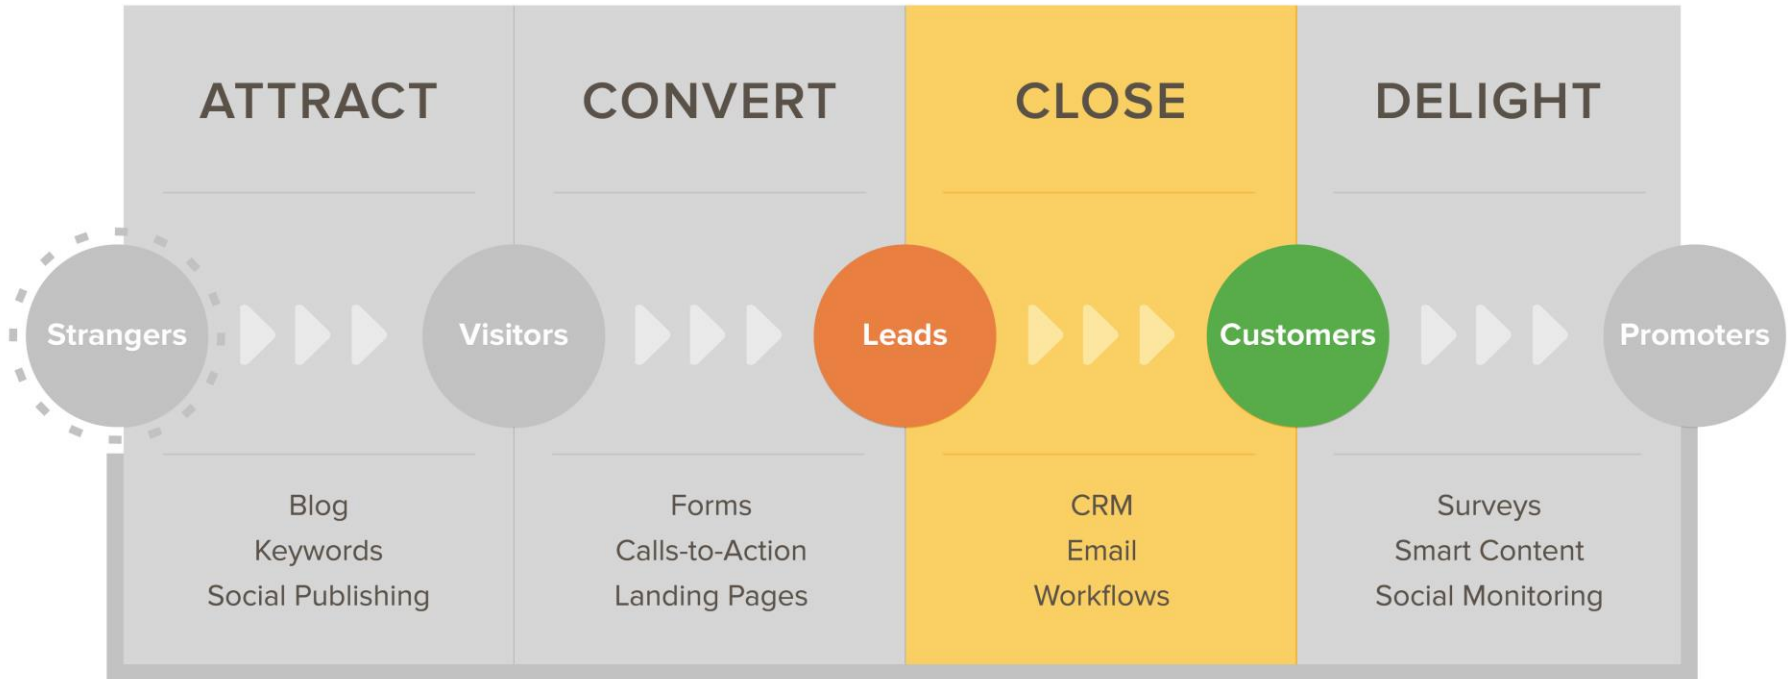 ATTRACT
CONVERT
CLOSE
DELIGHT
Strangers
Visitors
Leads
Customers
Promoters
Blog
Keywords
Social Publishing
Forms
Calls-to-Action
Landing Pages
CRM
Email
Workflows
Surveys
Smart Content
Social Monitoring